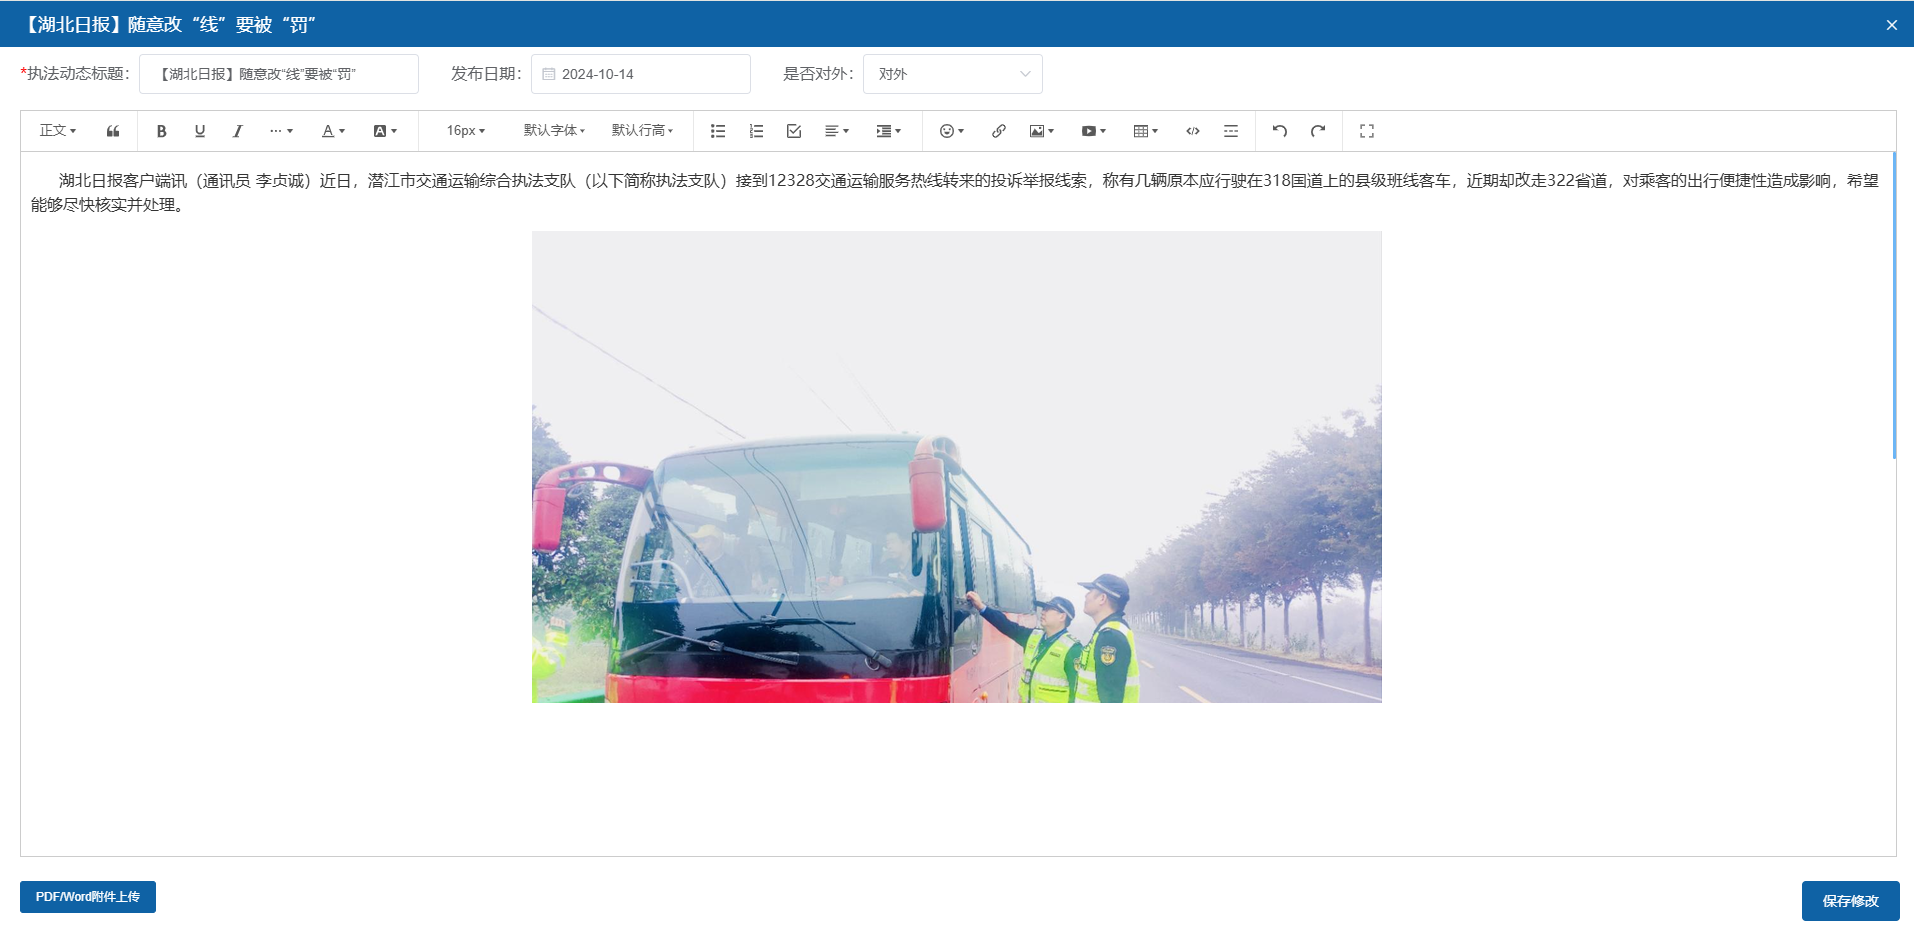 【湖北日报】随意改“线”要被“罚”
*执法动态标题： 【湖北日报】随意改“线”要被“罚” 发布日期： 2024-10-14 是否对外： 对外
正文 B U I A A 16px 默认字体 默认行高
湖北日报客户端讯（通讯员 李贞诚）近日，潜江市交通运输综合执法支队（以下简称执法支队）接到12328交通运输服务热线转来的投诉举报线索，称有几辆原本应行驶在318国道上的县级班线客车，近期却改走322省道，对乘客的出行便捷性造成影响，希望
能够尽快核实并处理。
PDF/Word附件上传 保存修改